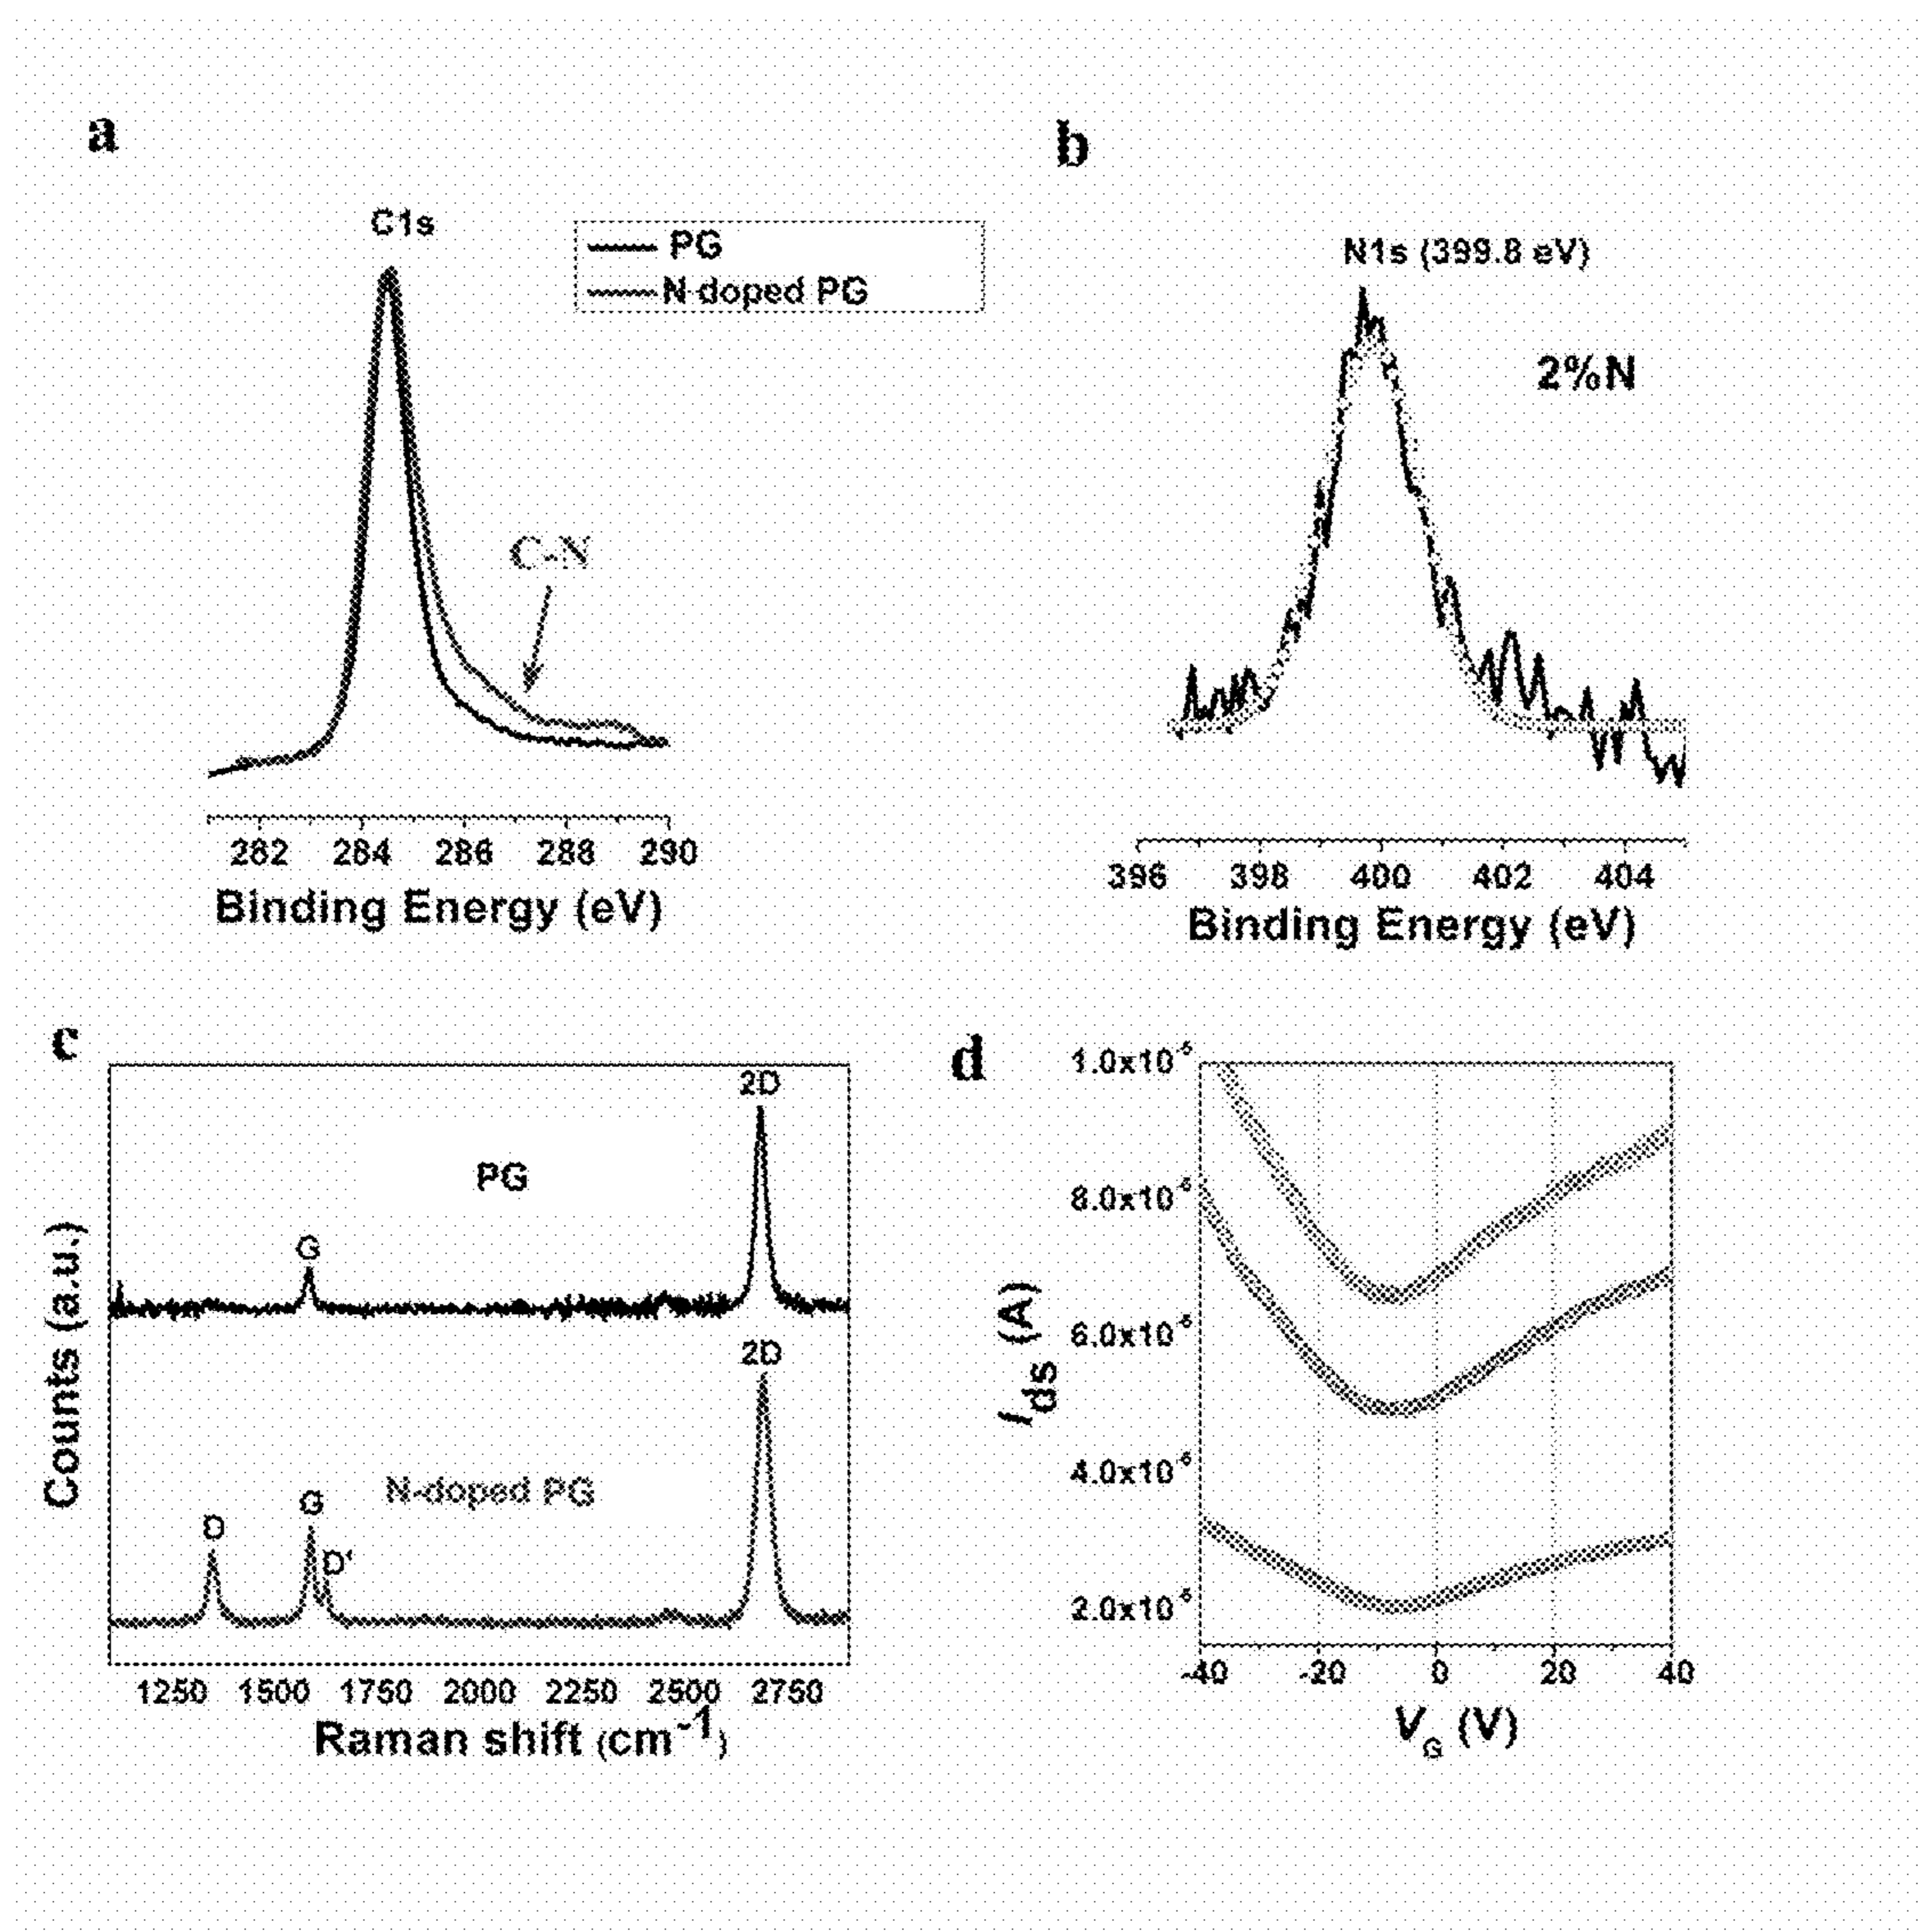 a
C1s
PG
N-doped PG
C-N
282 284 286 288 290
Binding Energy (eV)
b
N1s (399.8 eV)
2%N
396 398 400 402 404
Binding Energy (eV)
c
2D
PG
G
2D
N-doped PG
G
D
D'
Counts (a.u.)
1250 1500 1750 2000 2250 2500 2750
Raman shift (cm⁻¹)
d
1.0x10⁻⁵
8.0x10⁻⁶
6.0x10⁻⁶
4.0x10⁻⁶
2.0x10⁻⁶
Ids (A)
-40 -20 0 20 40
VG (V)